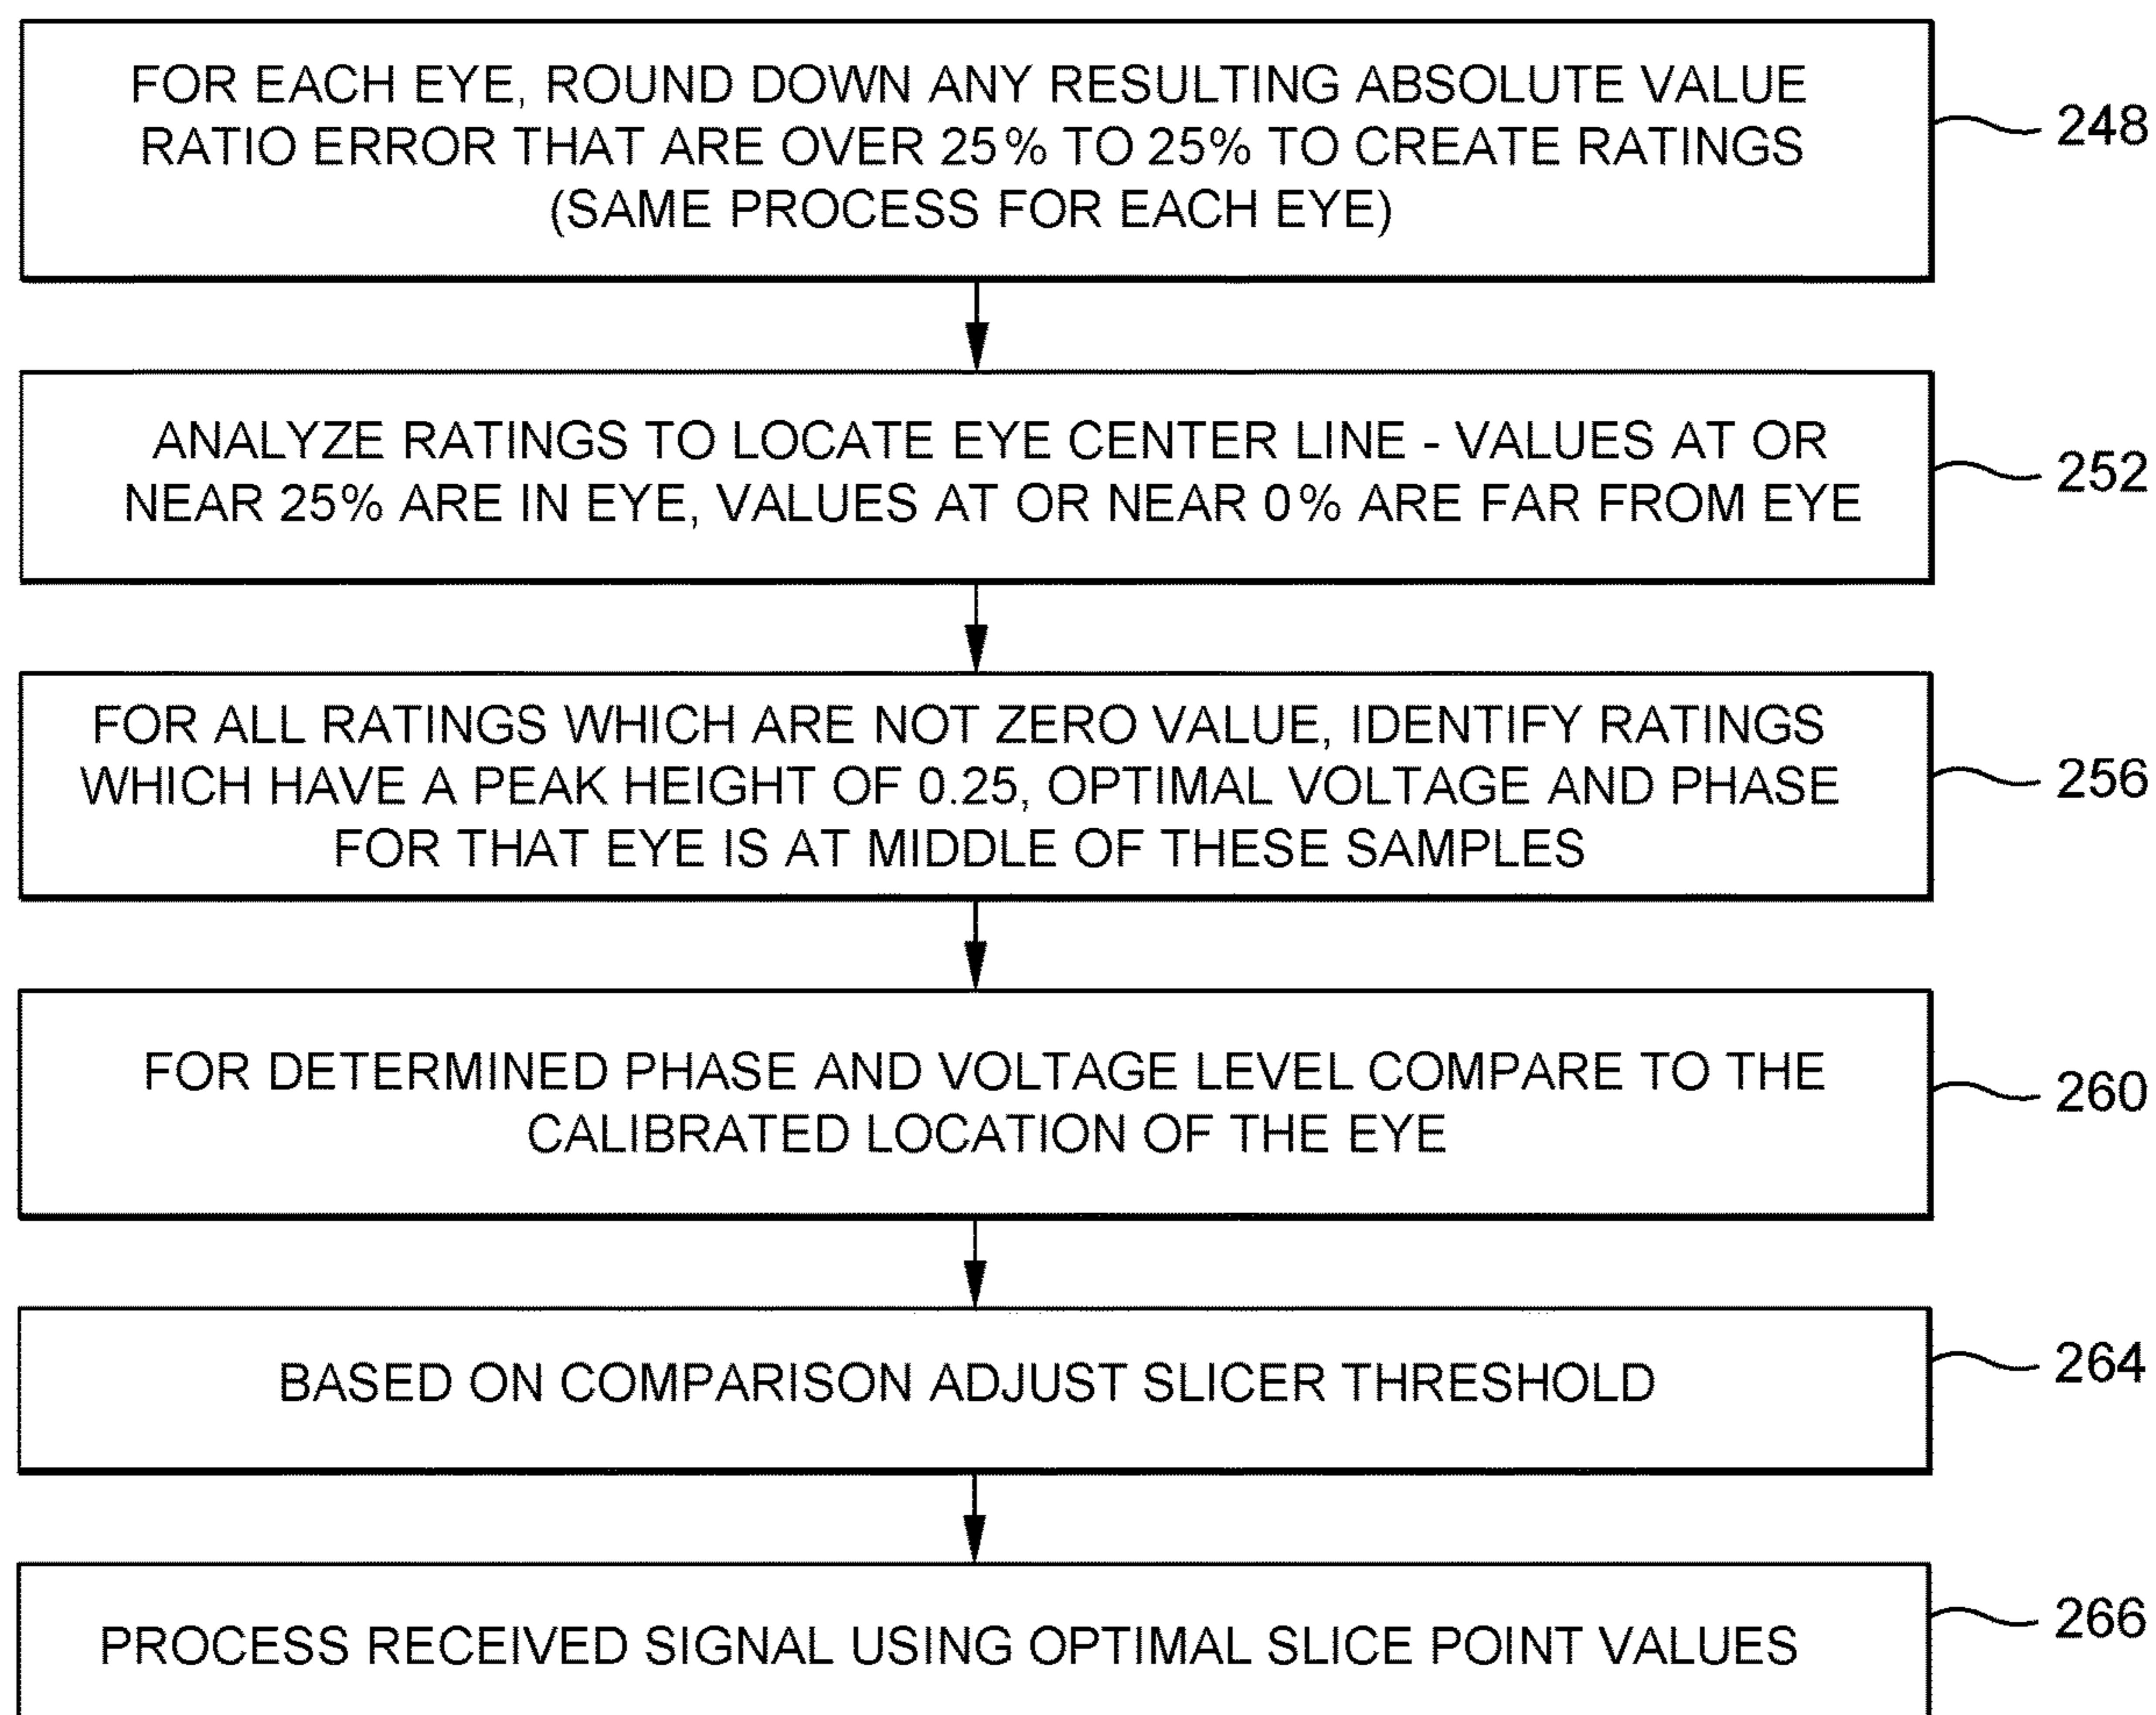 FOR EACH EYE, ROUND DOWN ANY RESULTING ABSOLUTE VALUE
RATIO ERROR THAT ARE OVER 25% TO 25% TO CREATE RATINGS
(SAME PROCESS FOR EACH EYE)
248
ANALYZE RATINGS TO LOCATE EYE CENTER LINE - VALUES AT OR
NEAR 25% ARE IN EYE, VALUES AT OR NEAR 0% ARE FAR FROM EYE
252
FOR ALL RATINGS WHICH ARE NOT ZERO VALUE, IDENTIFY RATINGS
WHICH HAVE A PEAK HEIGHT OF 0.25, OPTIMAL VOLTAGE AND PHASE
FOR THAT EYE IS AT MIDDLE OF THESE SAMPLES
256
FOR DETERMINED PHASE AND VOLTAGE LEVEL COMPARE TO THE
CALIBRATED LOCATION OF THE EYE
260
BASED ON COMPARISON ADJUST SLICER THRESHOLD
264
PROCESS RECEIVED SIGNAL USING OPTIMAL SLICE POINT VALUES
266